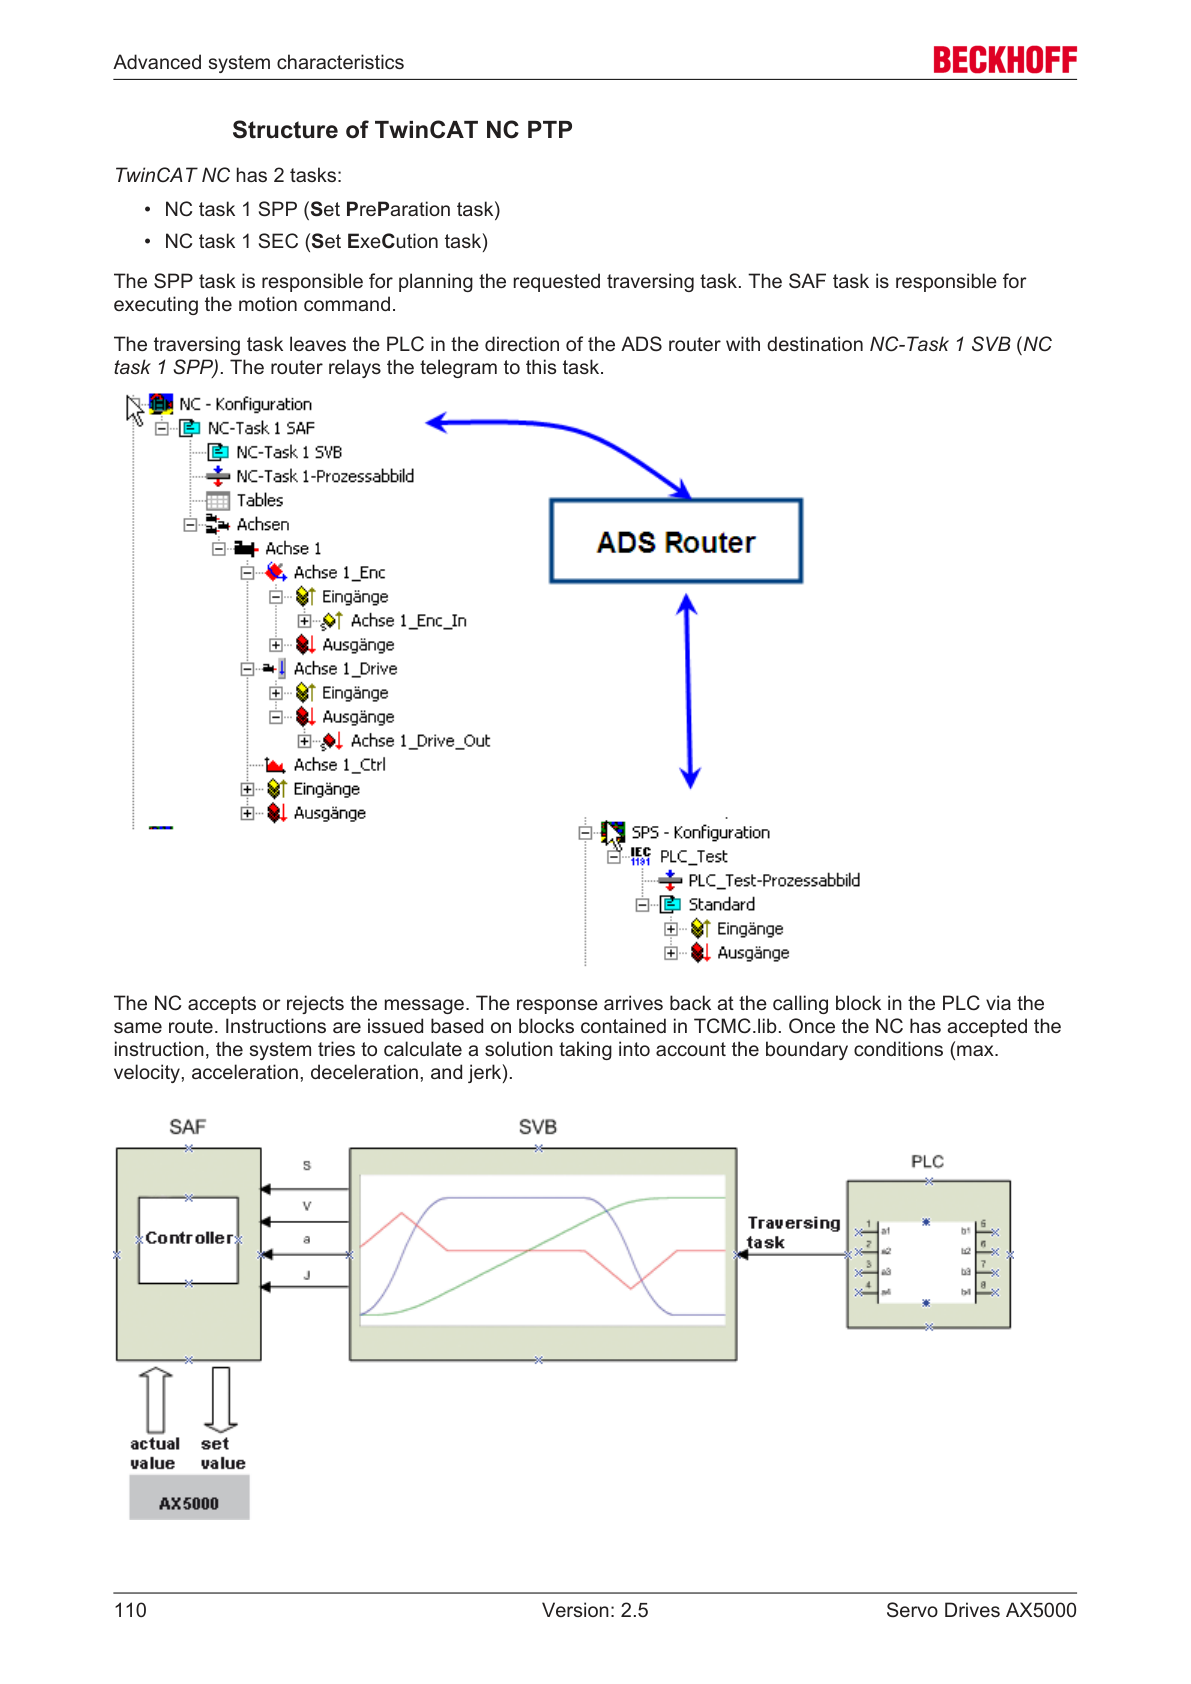 Advanced system characteristics
BECKHOFF
Structure of TwinCAT NC PTP
TwinCAT NC has 2 tasks:
• NC task 1 SPP (Set PreParation task)
• NC task 1 SEC (Set ExeCution task)
The SPP task is responsible for planning the requested traversing task. The SAF task is responsible for
executing the motion command.
The traversing task leaves the PLC in the direction of the ADS router with destination NC-Task 1 SVB (NC
task 1 SPP). The router relays the telegram to this task.
NC - Konfiguration
NC-Task 1 SAF
NC-Task 1 SVB
NC-Task 1-Prozessabbild
Tables
Achsen
Achse 1
Achse 1_Enc
Eingänge
Achse 1_Enc_In
Ausgänge
Achse 1_Drive
Eingänge
Ausgänge
Achse 1_Drive_Out
Achse 1_Ctrl
Eingänge
Ausgänge
ADS Router
SPS - Konfiguration
IEC 1131 PLC_Test
PLC_Test-Prozessabbild
Standard
Eingänge
Ausgänge
The NC accepts or rejects the message. The response arrives back at the calling block in the PLC via the
same route. Instructions are issued based on blocks contained in TCMC.lib. Once the NC has accepted the
instruction, the system tries to calculate a solution taking into account the boundary conditions (max.
velocity, acceleration, deceleration, and jerk).
SAF
Controller
S
V
a
J
SVB
Traversing
task
PLC
1 a1 b1 5
2 a2 b2 6
3 a3 b3 7
4 a4 b4 8
actual set
value value
AX5000
110 Version: 2.5 Servo Drives AX5000